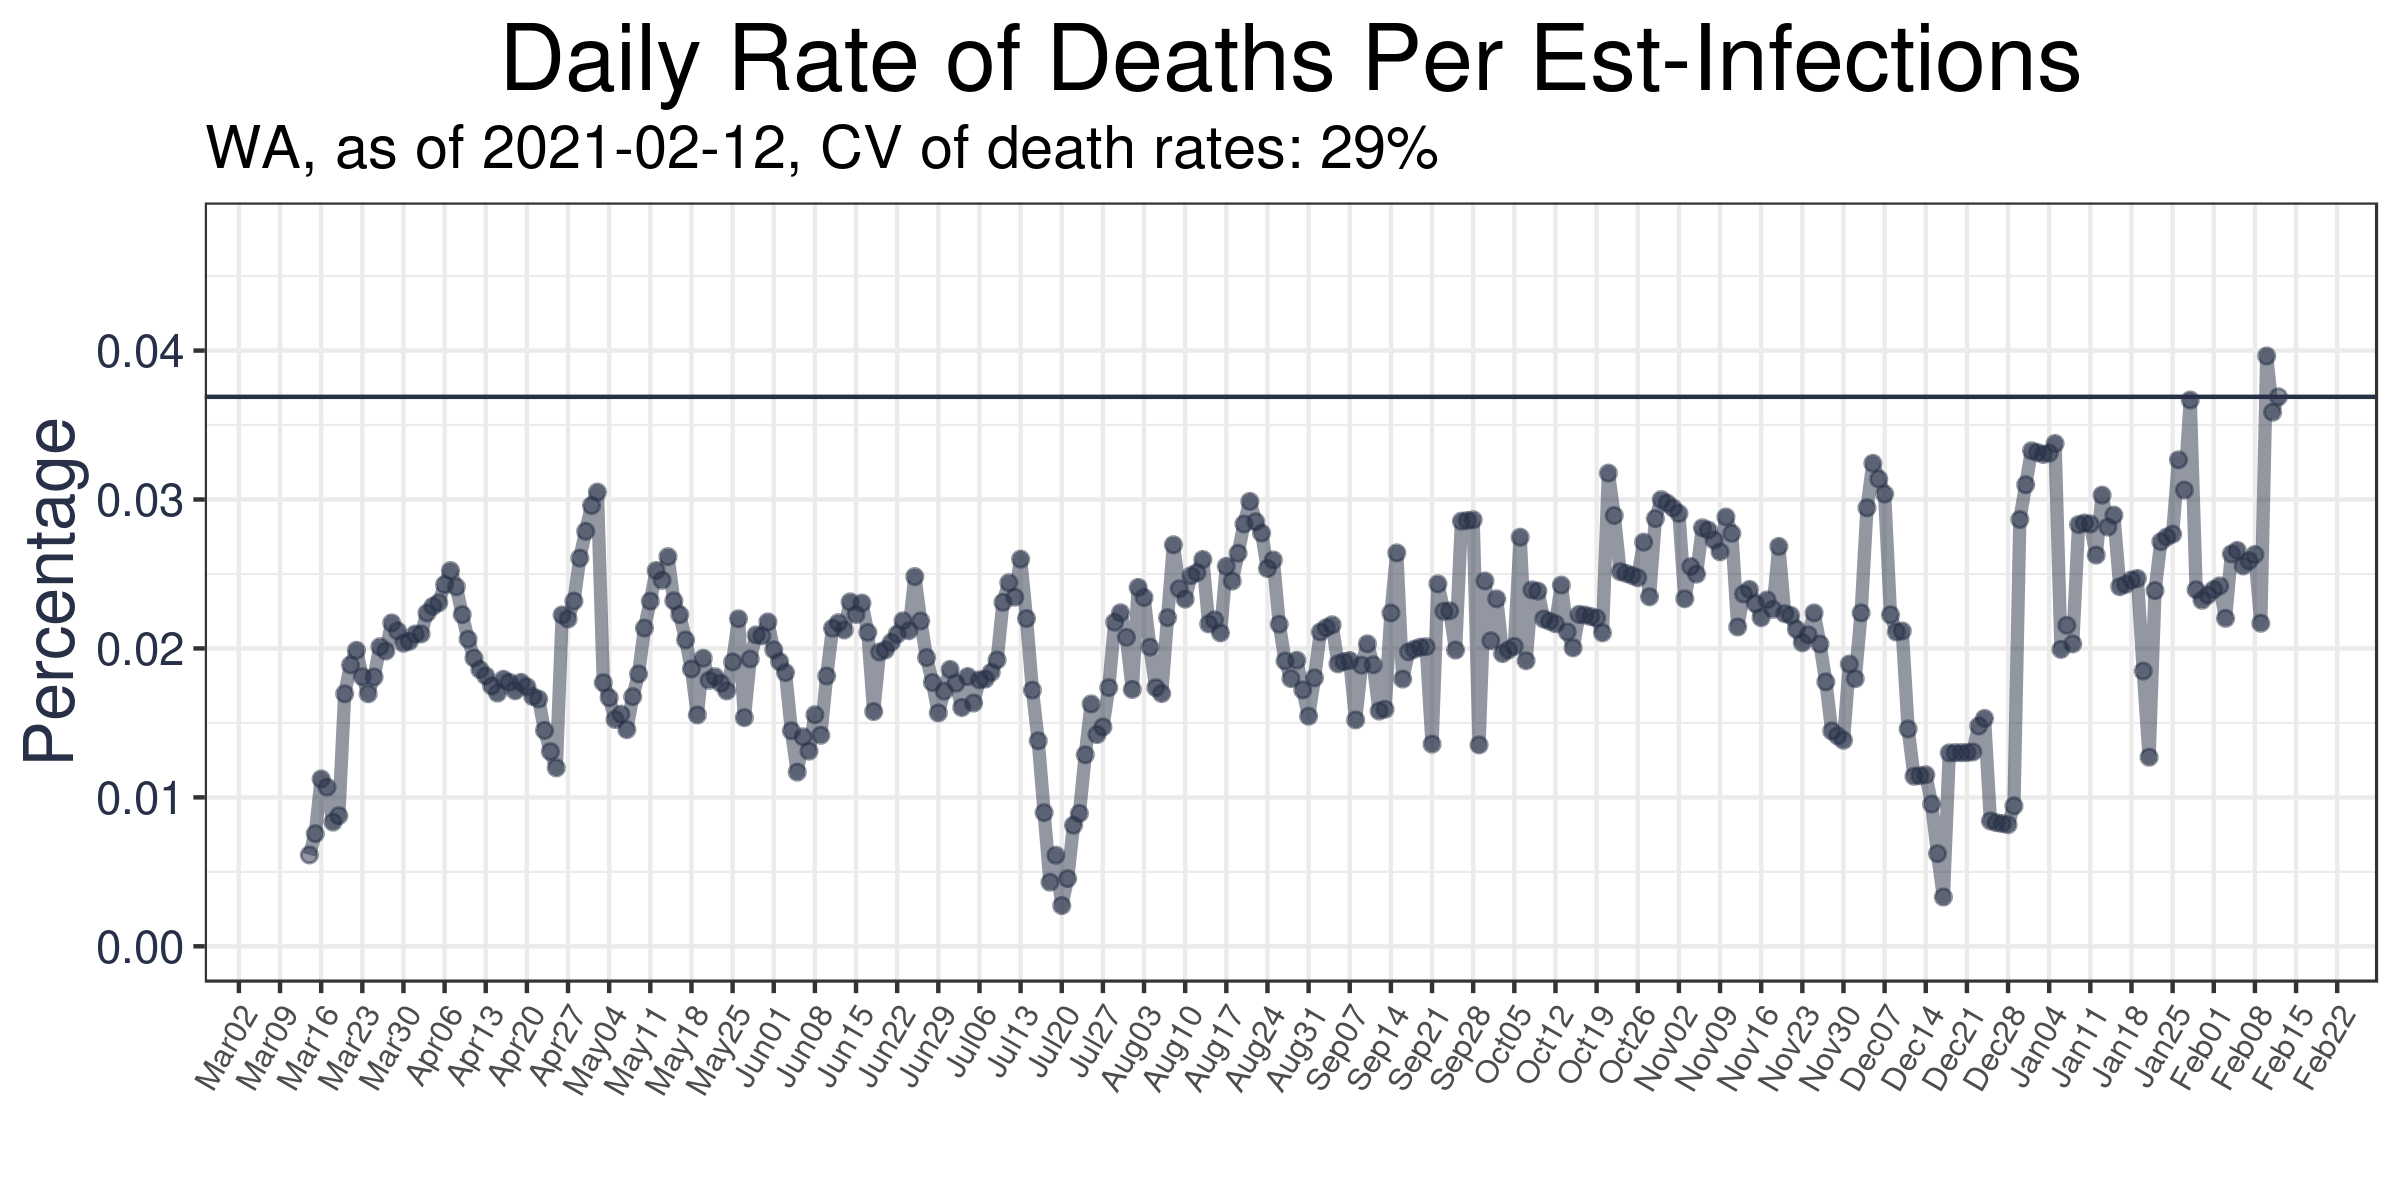 Daily Rate of Deaths Per Est-Infections
WA, as of 2021-02-12, CV of death rates: 29%
Percentage
0.04
0.03
0.02
0.01
0.00
Mar02
Mar09
Mar16
Mar23
Mar30
Apr06
Apr13
Apr20
Apr27
May04
May11
May18
May25
Jun01
Jun08
Jun15
Jun22
Jun29
Jul06
Jul13
Jul20
Jul27
Aug03
Aug10
Aug17
Aug24
Aug31
Sep07
Sep14
Sep21
Sep28
Oct05
Oct12
Oct19
Oct26
Nov02
Nov09
Nov16
Nov23
Nov30
Dec07
Dec14
Dec21
Dec28
Jan04
Jan11
Jan18
Jan25
Feb01
Feb08
Feb15
Feb22